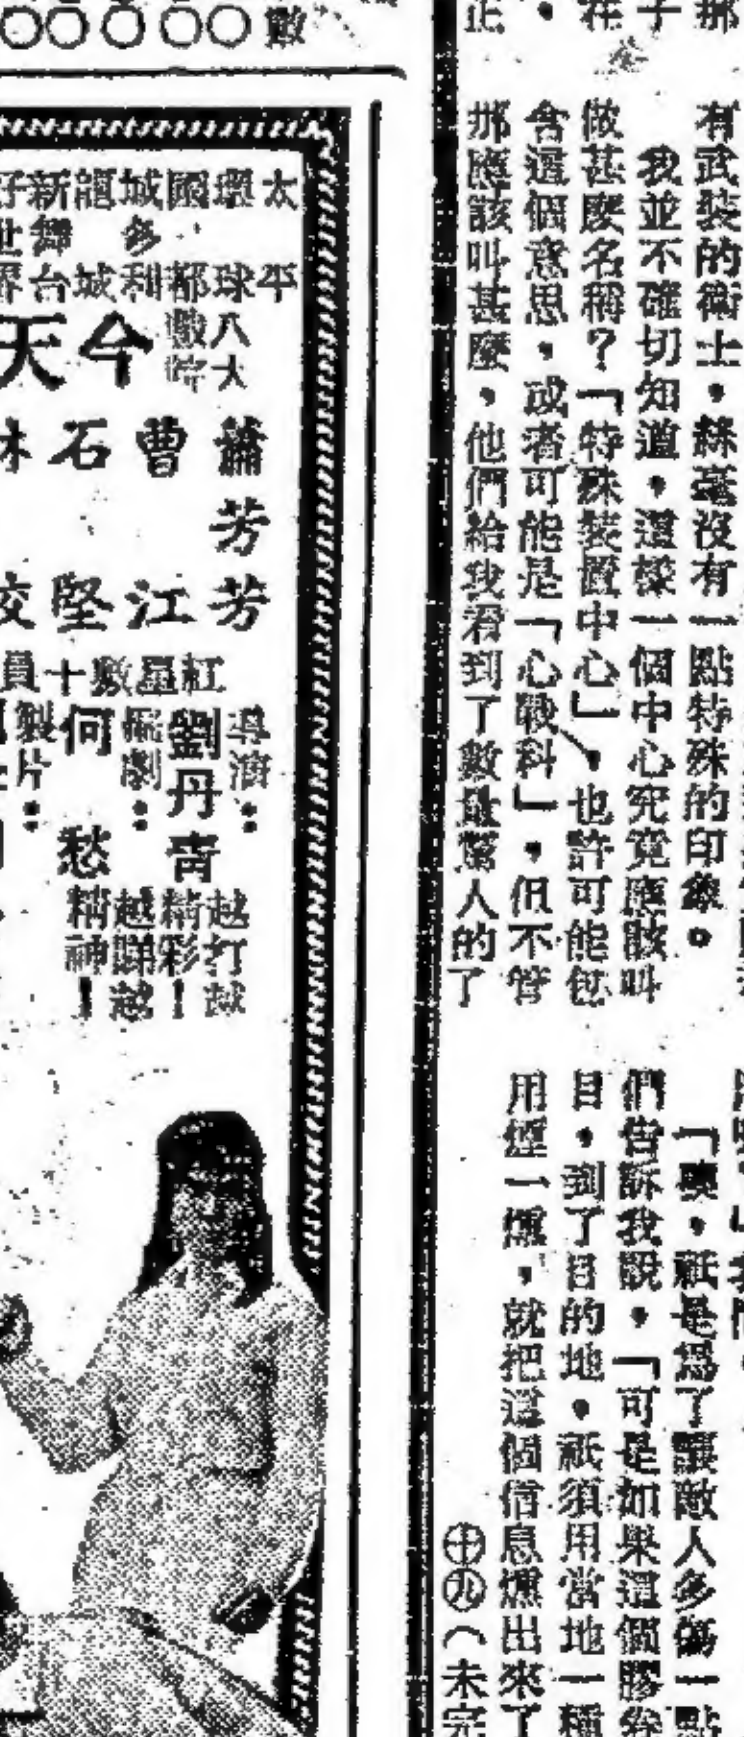 有武裝的衛士，絲毫沒有一點特殊的印象。
我並不確切知道，這樣一個中心究竟應該叫
做甚麼名稱？「特殊裝置中心」，也許可能包
含這個意思，或者可能是「心戰科」，但不管
那應該叫甚麼，他們給我看到了數量驚人的了
「噢，祇是為了讓敵人多傷一點
們告訴我說，「可是如果這個膠卷
目，到了目的地，祇須用當地一種
用煙一燻，就把這個信息燻出來了
㊉㊈（未完
○○○○○○數
太平
環球
國都
城多利
龍城
新舞台
八大
戲院
今天
蕭芳芳
曹江
石堅
紅星數十員
導演：
劉丹青
編劇：
何愁
製片：
越打越
精彩！
越睇越
精神！